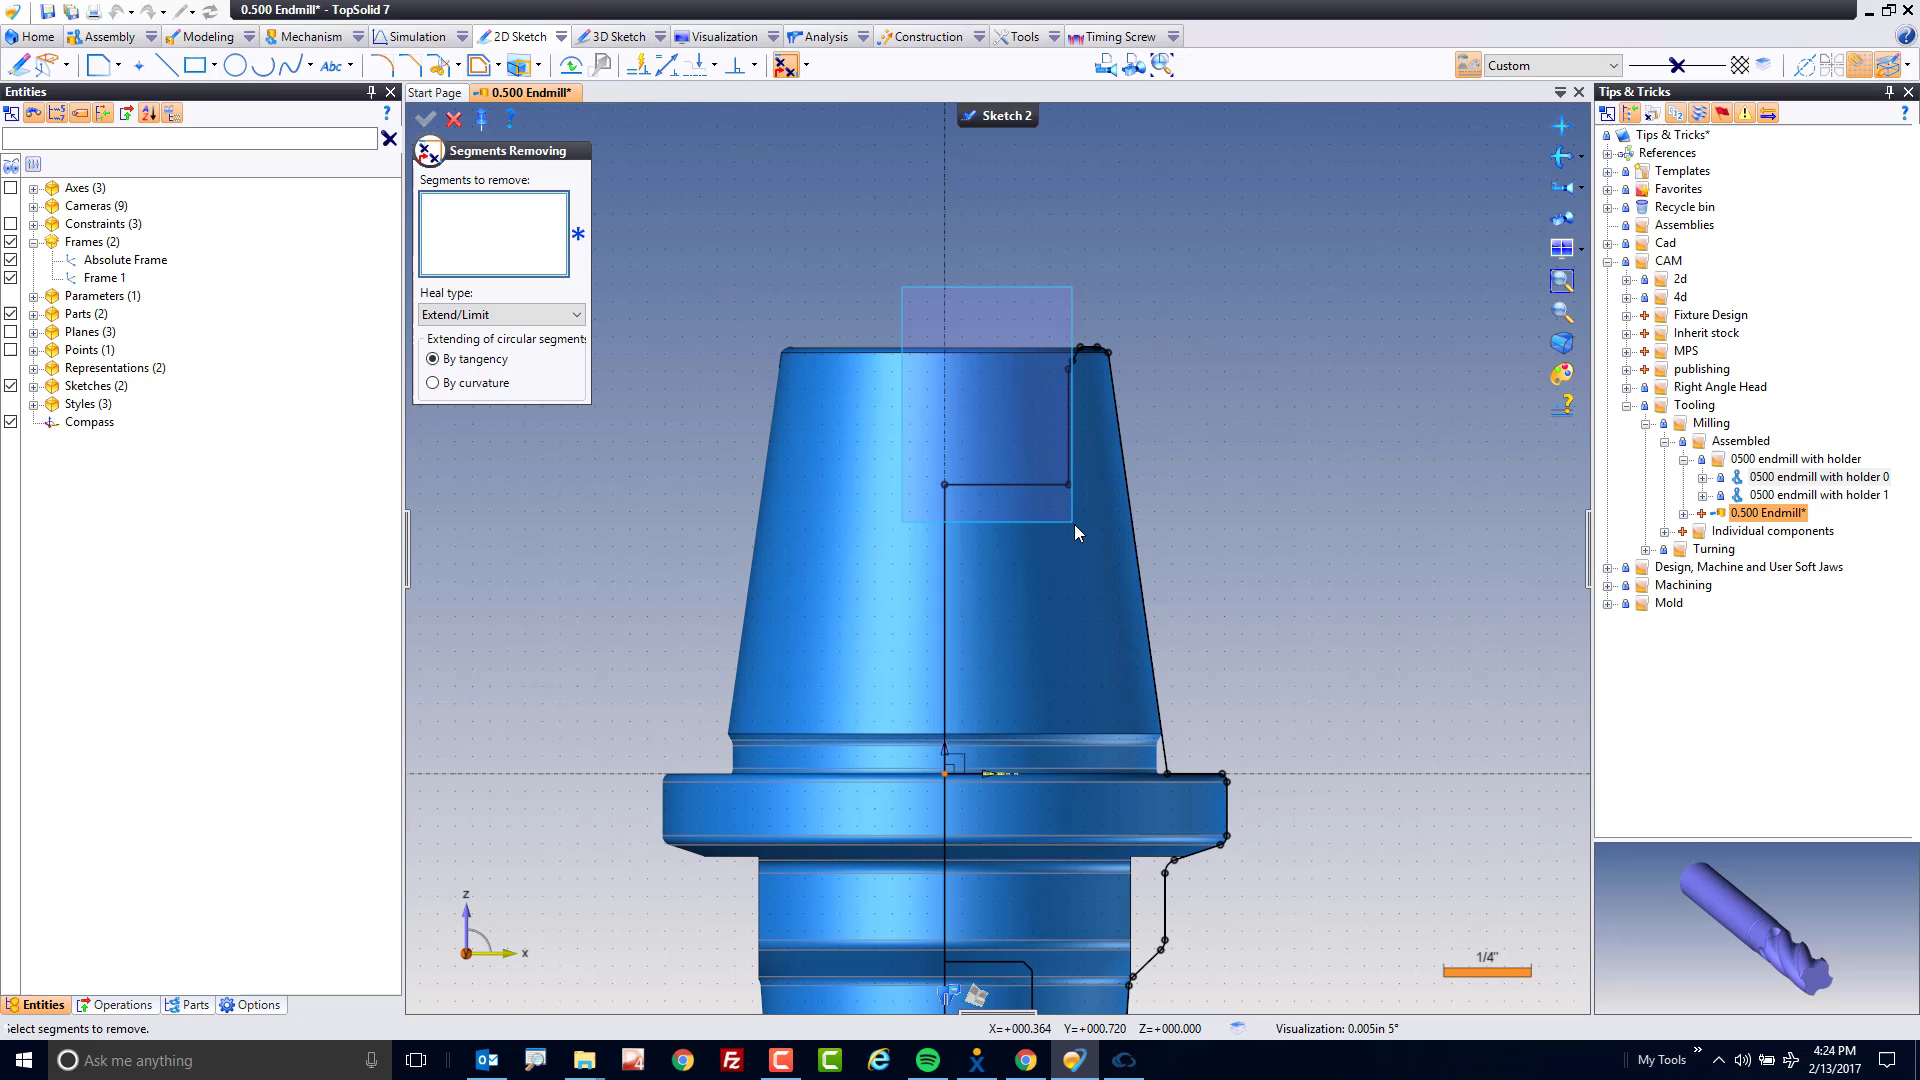 0.500 Endmill* - TopSolid 7
Home
Assembly
Modeling
Mechanism
Simulation
2D Sketch
3D Sketch
Visualization
Analysis
Construction
Tools
Timing Screw
Abc
Custom
Entities
Start Page
0.500 Endmill*
Tips & Tricks
Sketch 2
Segments Removing
Segments to remove:
Heal type:
Extend/Limit
Extending of circular segments
By tangency
By curvature
Axes (3)
Cameras (9)
Constraints (3)
Frames (2)
Absolute Frame
Frame 1
Parameters (1)
Parts (2)
Planes (3)
Points (1)
Representations (2)
Sketches (2)
Styles (3)
Compass
Tips & Tricks*
References
Templates
Favorites
Recycle bin
Assemblies
Cad
CAM
2d
4d
Fixture Design
Inherit stock
MPS
publishing
Right Angle Head
Tooling
Milling
Assembled
0500 endmill with holder
0500 endmill with holder 0
0500 endmill with holder 1
0.500 Endmill*
Individual components
Turning
Design, Machine and User Soft Jaws
Machining
Mold
z
x
1/4"
Entities
Operations
Parts
Options
Select segments to remove.
X=+000.364 Y=+000.720 Z=+000.000
Visualization: 0.005in 5°
Ask me anything
My Tools
4:24 PM
2/13/2017